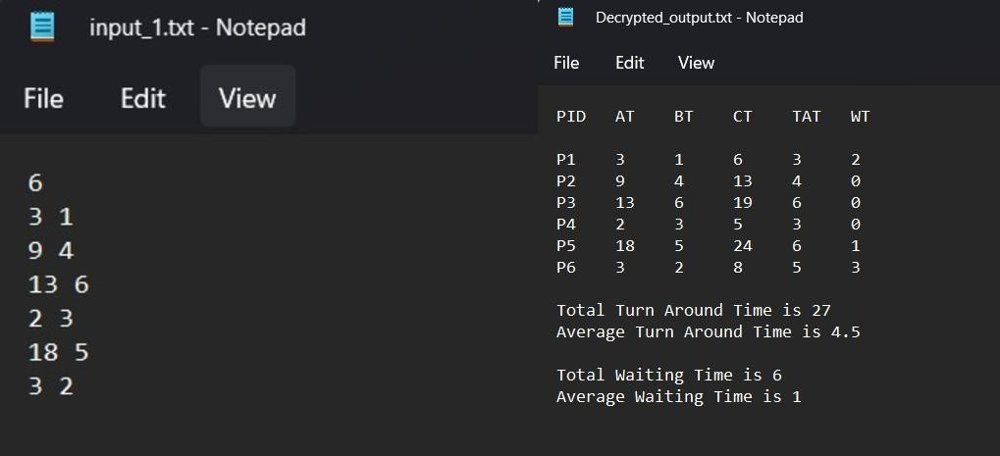 input_1.txt - Notepad
File Edit View
6
3 1
9 4
13 6
2 3
18 5
3 2
Decrypted_output.txt - Notepad
File Edit View
PID AT BT CT TAT WT
P1 3 1 6 3 2
P2 9 4 13 4 0
P3 13 6 19 6 0
P4 2 3 5 3 0
P5 18 5 24 6 1
P6 3 2 8 5 3
Total Turn Around Time is 27
Average Turn Around Time is 4.5
Total Waiting Time is 6
Average Waiting Time is 1